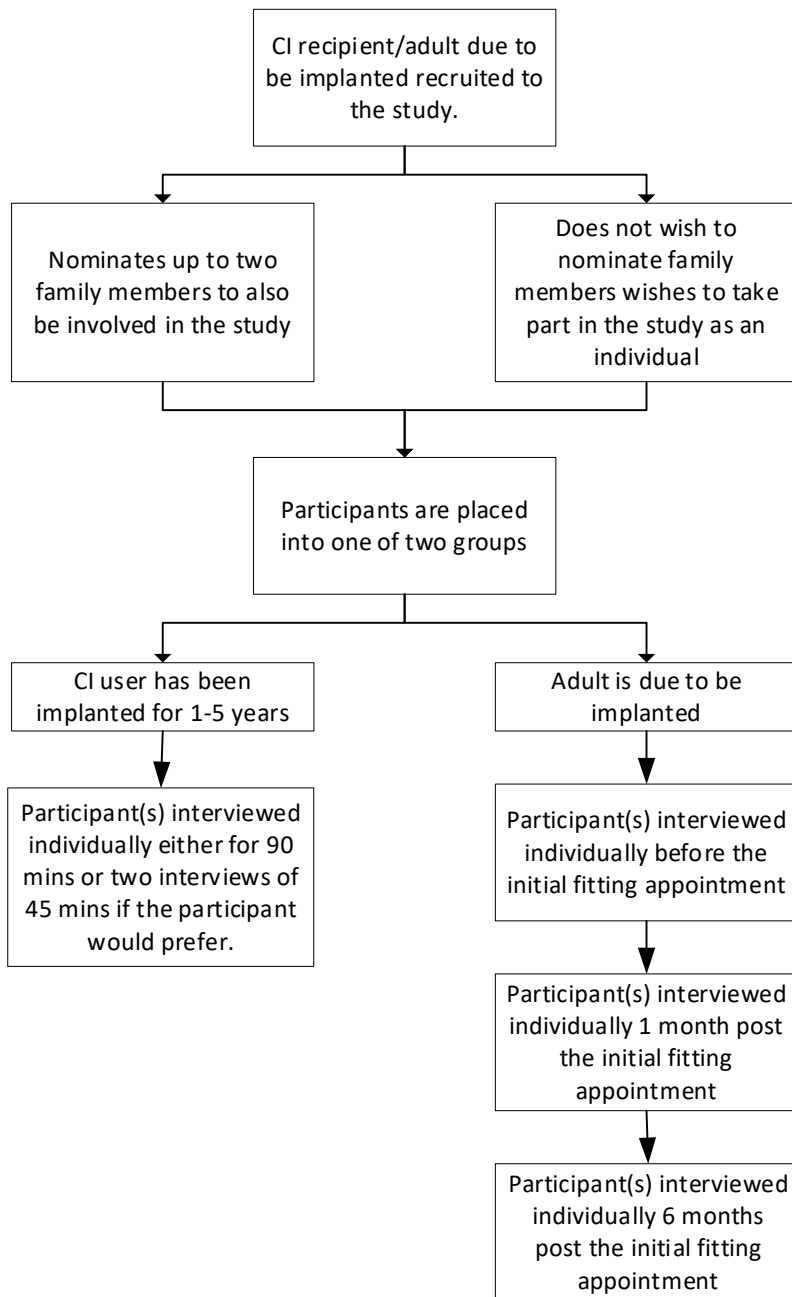 CI recipient/adult due to
be implanted recruited to
the study.
Nominates up to two
family members to also
be involved in the study
Does not wish to
nominate family
members wishes to take
part in the study as an
individual
Participants are placed
into one of two groups
CI user has been
implanted for 1-5 years
Adult is due to be
implanted
Participant(s) interviewed
individually either for 90
mins or two interviews of
45 mins if the participant
would prefer.
Participant(s) interviewed
individually before the
initial fitting appointment
Participant(s) interviewed
individually 1 month post
the initial fitting
appointment
Participant(s) interviewed
individually 6 months
post the initial fitting
appointment